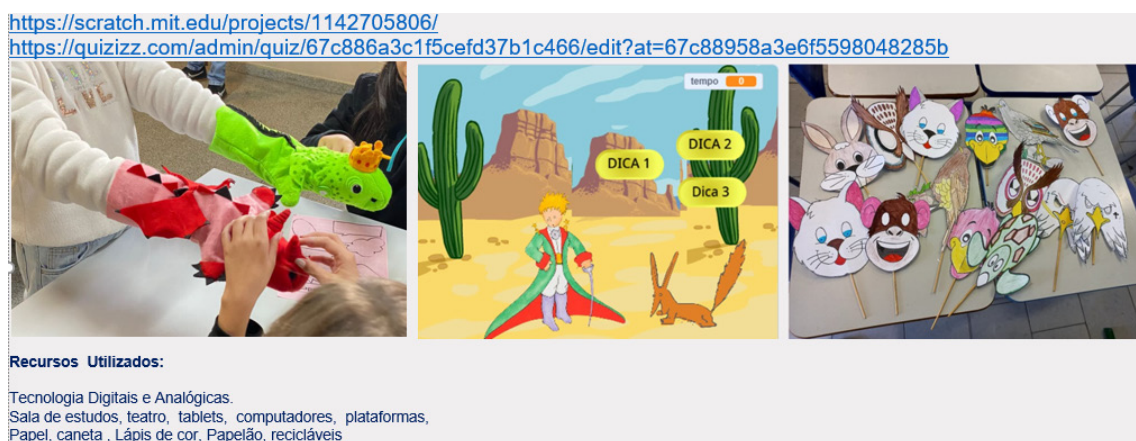 https://scratch.mit.edu/projects/1142705806/
https://quizizz.com/admin/quiz/67c886a3c1f5cefd37b1c466/edit?at=67c88958a3e6f5598048285b
tempo 0
DICA 1
DICA 2
Dica 3
Recursos Utilizados:
Tecnologia Digitais e Analógicas.
Sala de estudos, teatro, tablets, computadores, plataformas,
Papel, caneta , Lápis de cor, Papelão, recicláveis